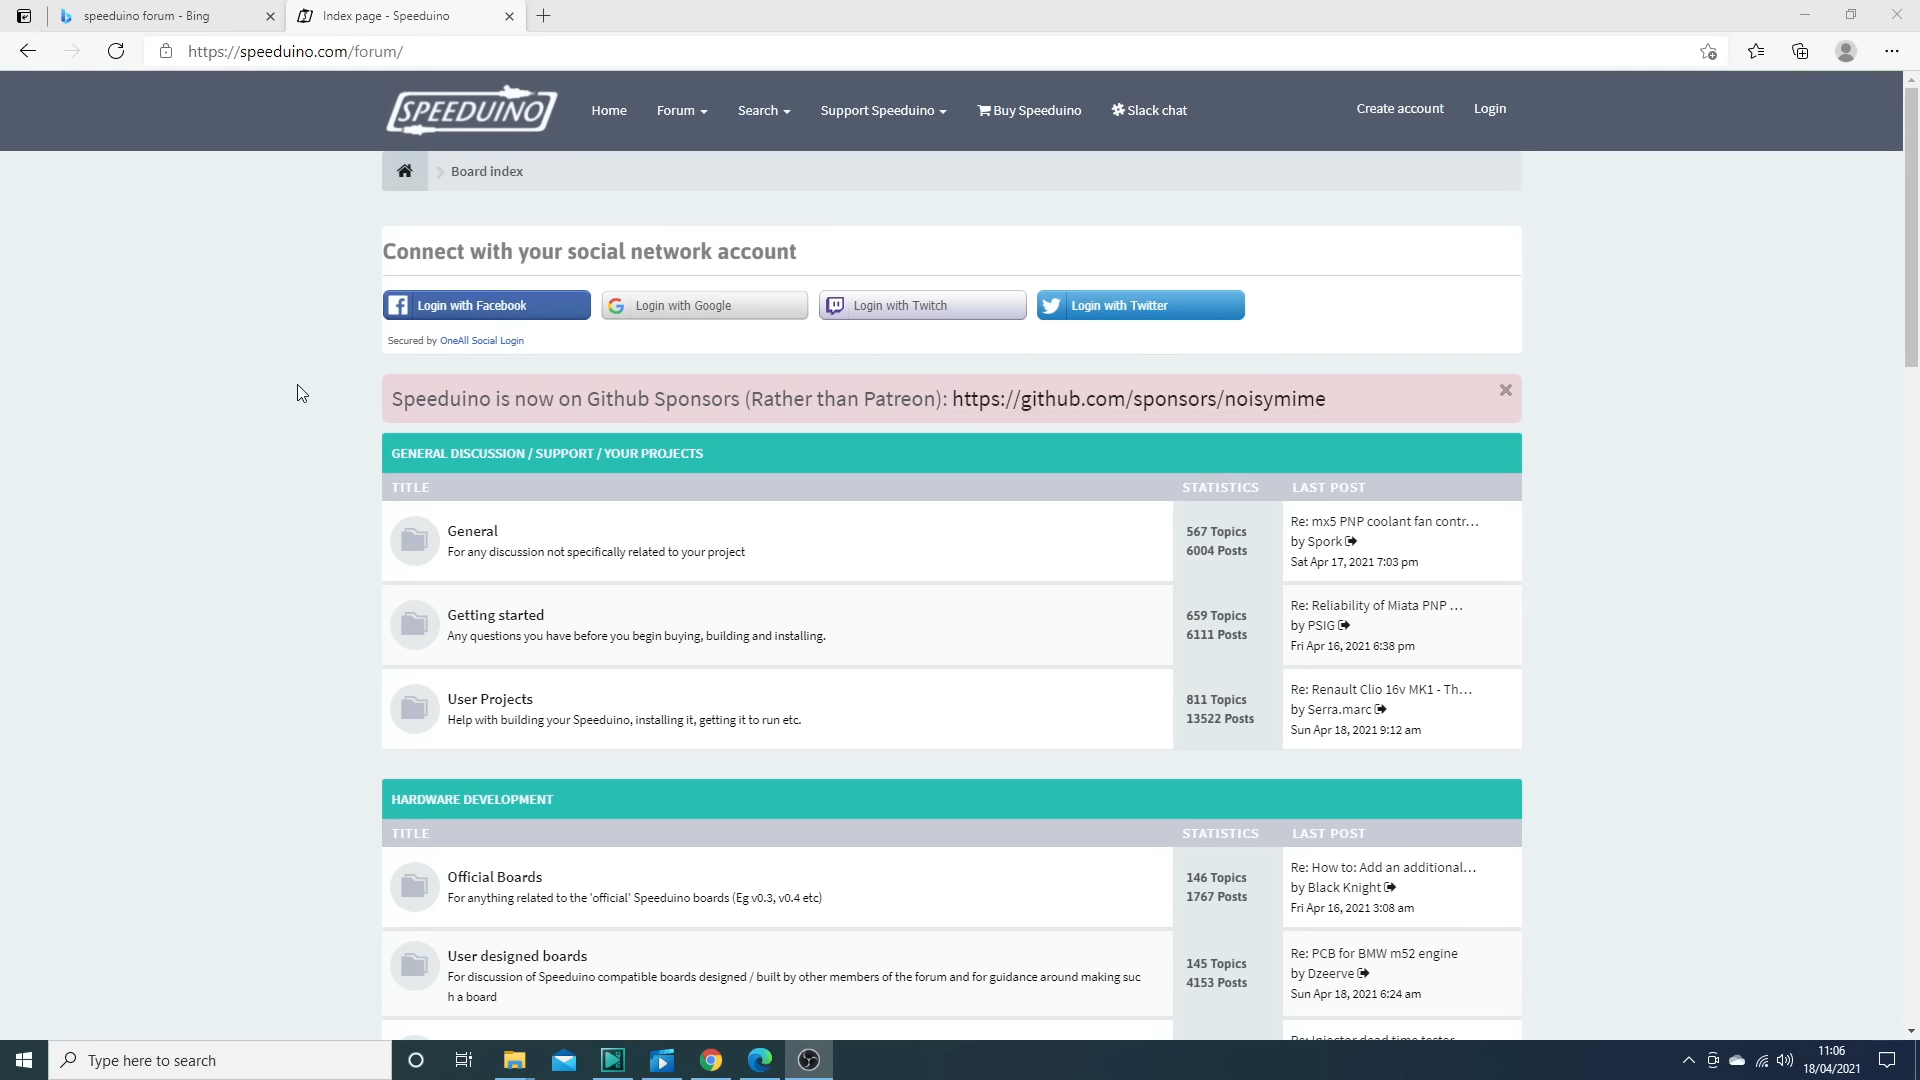 speeduino forum - Bing
Index page - Speeduino
https://speeduino.com/forum/
SPEEDUINO
Home
Forum
Search
Support Speeduino
Buy Speeduino
Slack chat
Create account
Login
Board index
Connect with your social network account
Login with Facebook
Login with Google
Login with Twitch
Login with Twitter
Secured by OneAll Social Login
Speeduino is now on Github Sponsors (Rather than Patreon): https://github.com/sponsors/noisymime
GENERAL DISCUSSION / SUPPORT / YOUR PROJECTS
TITLE
STATISTICS
LAST POST
General
For any discussion not specifically related to your project
567 Topics
6004 Posts
Re: mx5 PNP coolant fan contr…
by Spork
Sat Apr 17, 2021 7:03 pm
Getting started
Any questions you have before you begin buying, building and installing.
659 Topics
6111 Posts
Re: Reliability of Miata PNP …
by PSIG
Fri Apr 16, 2021 6:38 pm
User Projects
Help with building your Speeduino, installing it, getting it to run etc.
811 Topics
13522 Posts
Re: Renault Clio 16v MK1 - Th…
by Serra.marc
Sun Apr 18, 2021 9:12 am
HARDWARE DEVELOPMENT
TITLE
STATISTICS
LAST POST
Official Boards
For anything related to the 'official' Speeduino boards (Eg v0.3, v0.4 etc)
146 Topics
1767 Posts
Re: How to: Add an additional…
by Black Knight
Fri Apr 16, 2021 3:08 am
User designed boards
For discussion of Speeduino compatible boards designed / built by other members of the forum and for guidance around making suc
h a board
145 Topics
4153 Posts
Re: PCB for BMW m52 engine
by Dzeerve
Sun Apr 18, 2021 6:24 am
Re: Injector dead time tester
Type here to search
11:06
18/04/2021